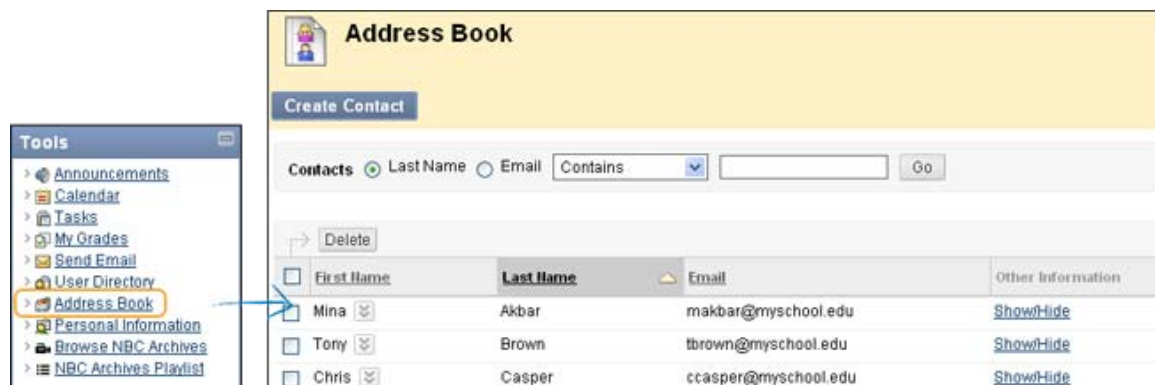 Address Book
Create Contact
Contacts Last Name Email Contains Go
Delete
First Name Last Name Email Other Information
Mina Akbar makbar@myschool.edu Show/Hide
Tony Brown tbrown@myschool.edu Show/Hide
Chris Casper ccasper@myschool.edu Show/Hide
Tools
Announcements
Calendar
Tasks
My Grades
Send Email
User Directory
Address Book
Personal Information
Browse NBC Archives
NBC Archives Playlist